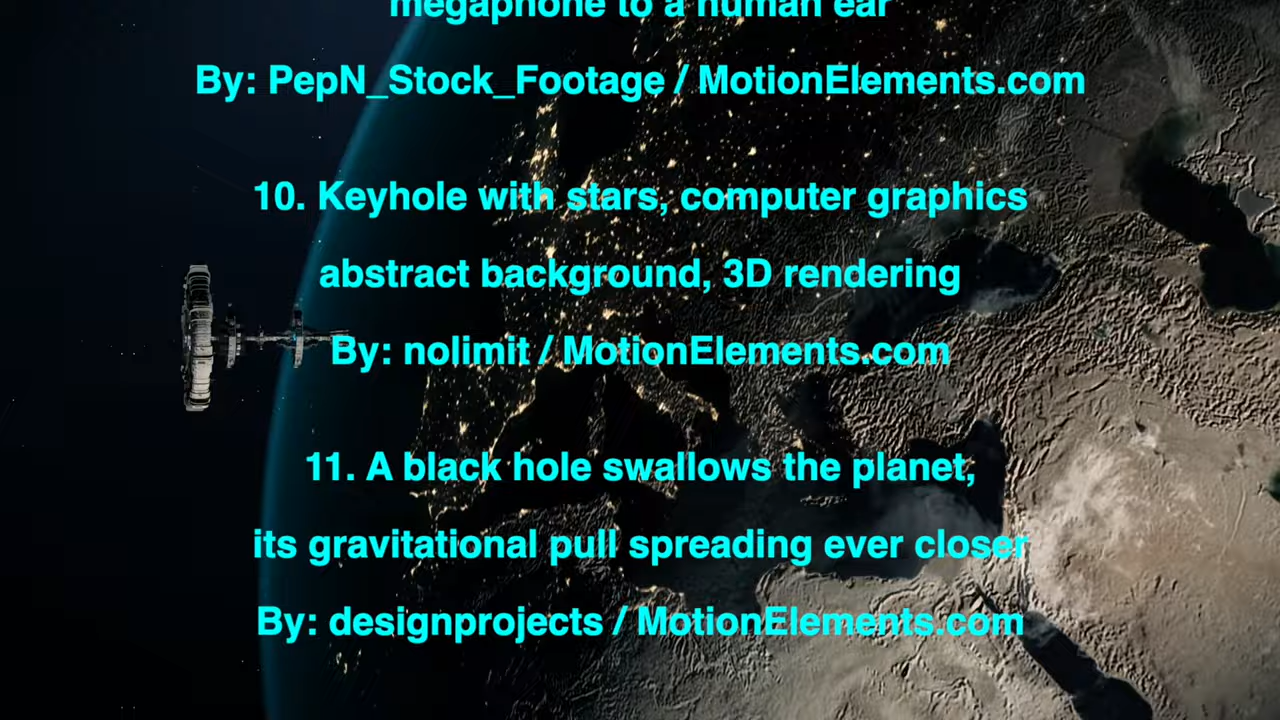 megaphone to a human ear
By: PepN_Stock_Footage / MotionElements.com
10. Keyhole with stars, computer graphics
abstract background, 3D rendering
By: nolimit / MotionElements.com
11. A black hole swallows the planet,
its gravitational pull spreading ever closer
By: designprojects / MotionElements.com